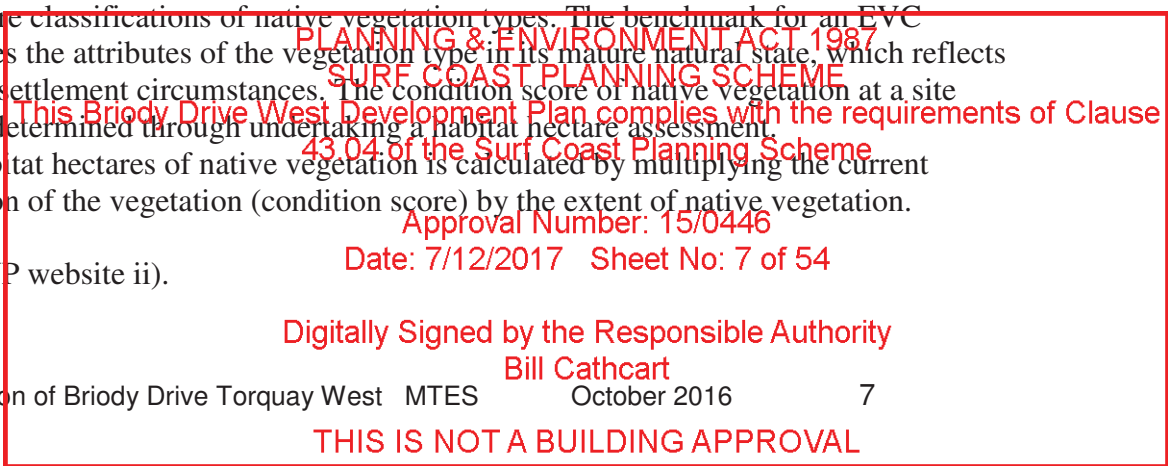 re classifications of native vegetation types. The benchmark for an EVC
PLANNING & ENVIRONMENT ACT 1987
s the attributes of the vegetation type in its mature natural state, which reflects
SURF COAST PLANNING SCHEME
settlement circumstances. The condition score of native vegetation at a site
This Briody Drive West Development Plan complies with the requirements of Clause
determined through undertaking a habitat hectare assessment.
43.04 of the Surf Coast Planning Scheme
bitat hectares of native vegetation is calculated by multiplying the current
n of the vegetation (condition score) by the extent of native vegetation.
Approval Number: 15/0446
Date: 7/12/2017 Sheet No: 7 of 54
P website ii).
Digitally Signed by the Responsible Authority
Bill Cathcart
on of Briody Drive Torquay West MTES October 2016 7
THIS IS NOT A BUILDING APPROVAL